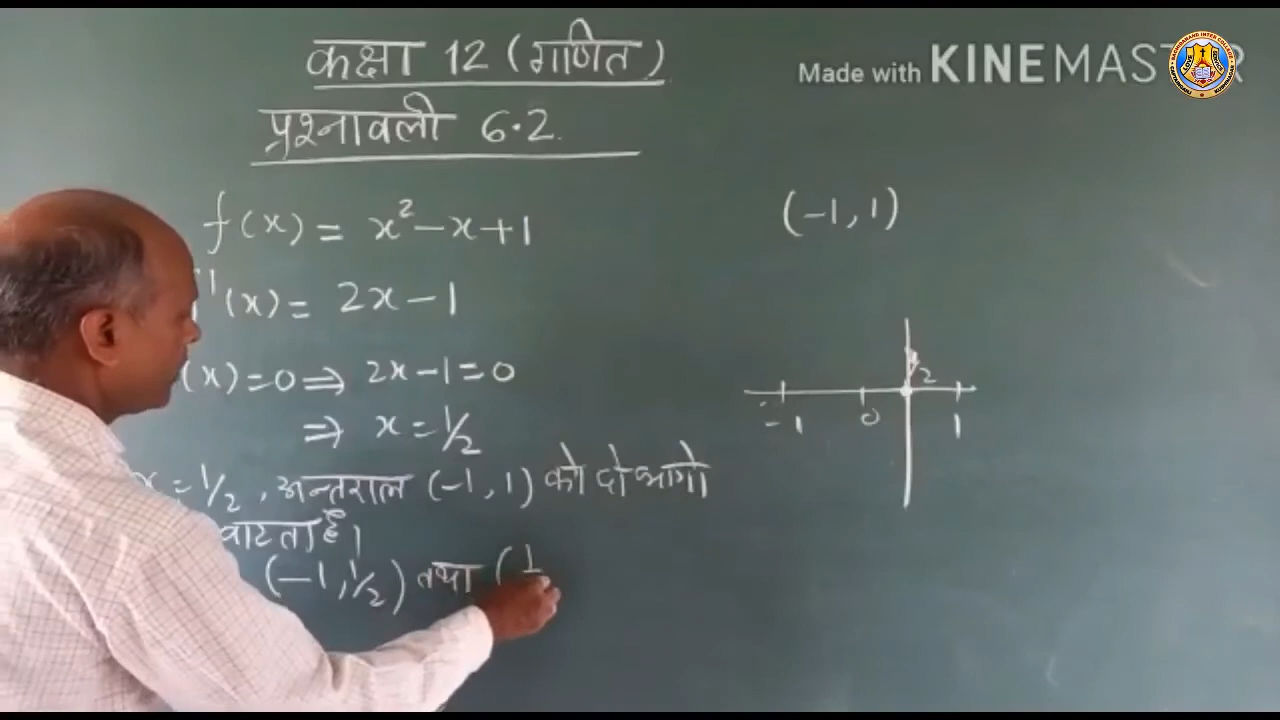 कक्षा 12 (गणित)
Made with KINEMASTER
प्रश्नावली 6.2.
f(x) = x² - x + 1
(-1, 1)
'(x) = 2x - 1
(x) = 0 ⇒ 2x - 1 = 0
⇒ x = 1/2
2
-1 0 1
x = 1/2, अन्तराल (-1, 1) को दो भागो
बाटता है।
(-1, 1/2) तथा (1